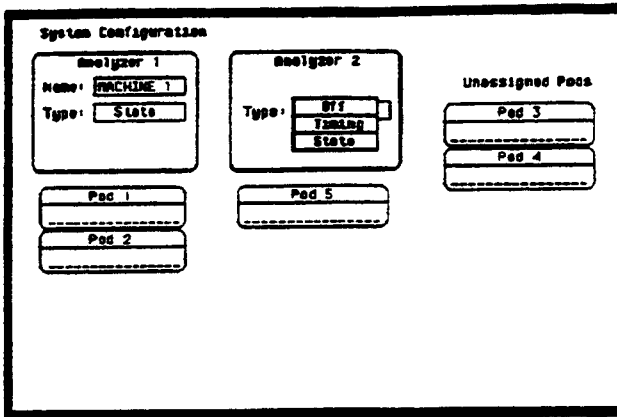 System Configuration
Analyzer 1
Name: MACHINE 1
Type: State
Analyzer 2
Type: Off
Timing
State
Unassigned Pods
Pod 3
Pod 4
Pod 1
Pod 2
Pod 5